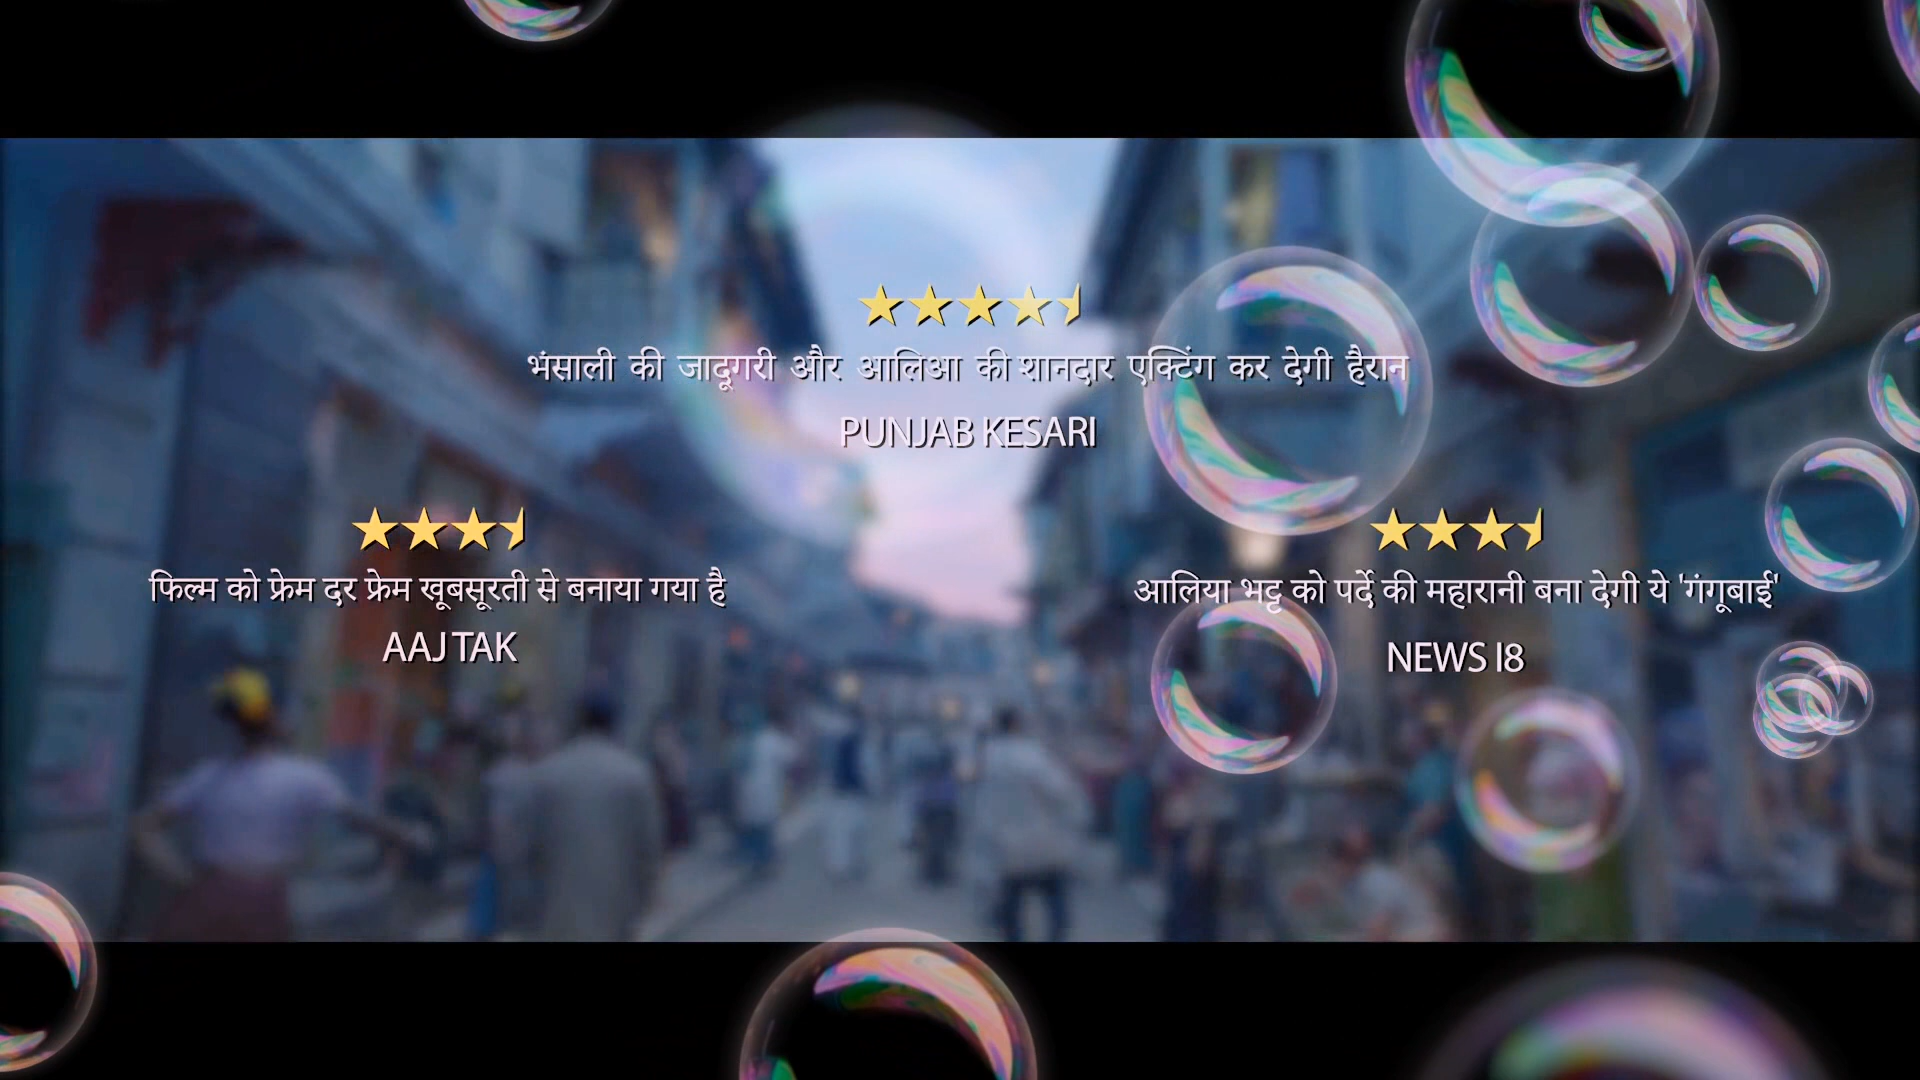 भंसाली की जादूगरी और आलिआ की शानदार एक्टिंग कर देगी हैरान
PUNJAB KESARI
फिल्म को फ्रेम दर फ्रेम खूबसूरती से बनाया गया है
AAJ TAK
आलिया भट्ट को पर्दे की महारानी बना देगी ये 'गंगूबाई'
NEWS I8